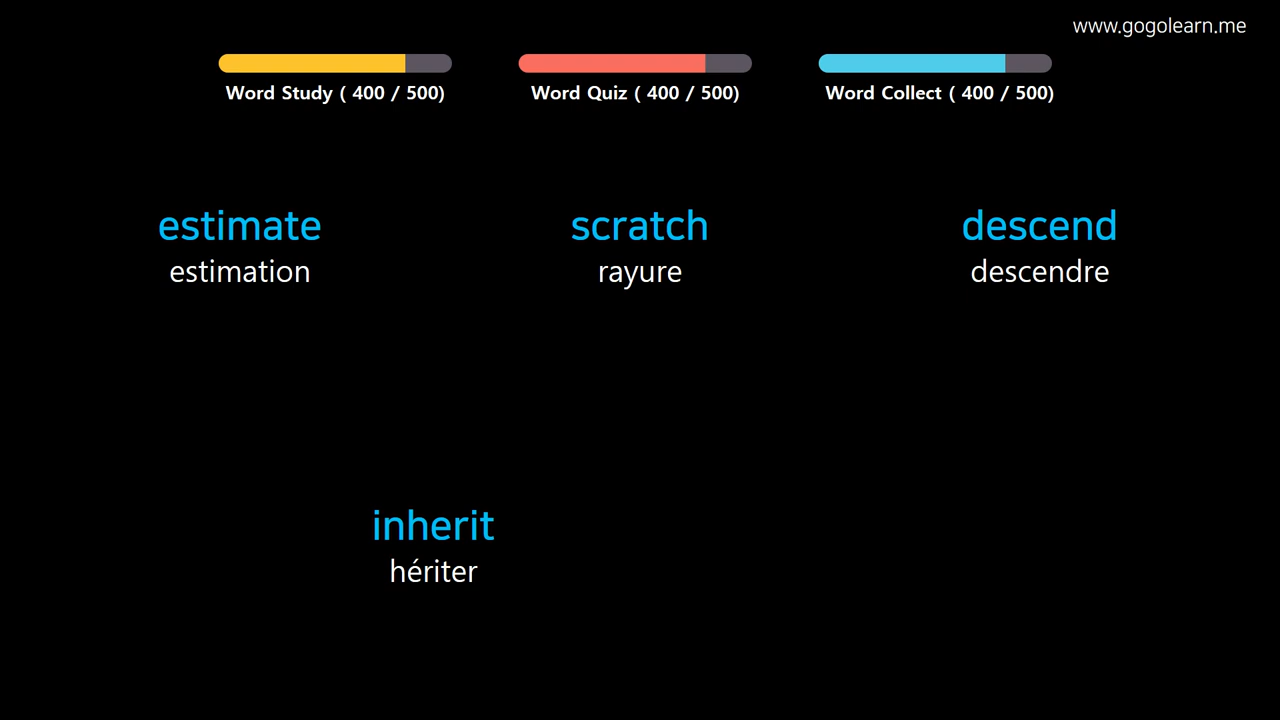 www.gogolearn.me
Word Study ( 400 / 500)
Word Quiz ( 400 / 500)
Word Collect ( 400 / 500)
estimate
estimation
scratch
rayure
descend
descendre
inherit
hériter